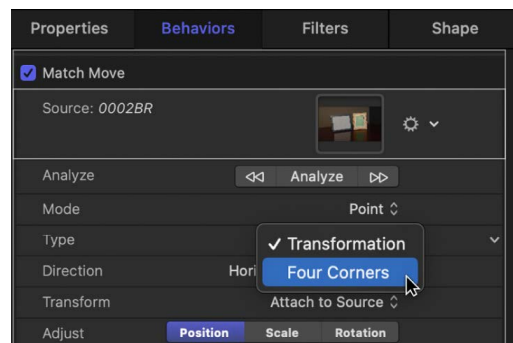 Properties Behaviors Filters Shape
Match Move
Source: 0002BR
Analyze Analyze
Mode Point
Type Transformation
Direction Hori Four Corners
Transform Attach to Source
Adjust Position Scale Rotation